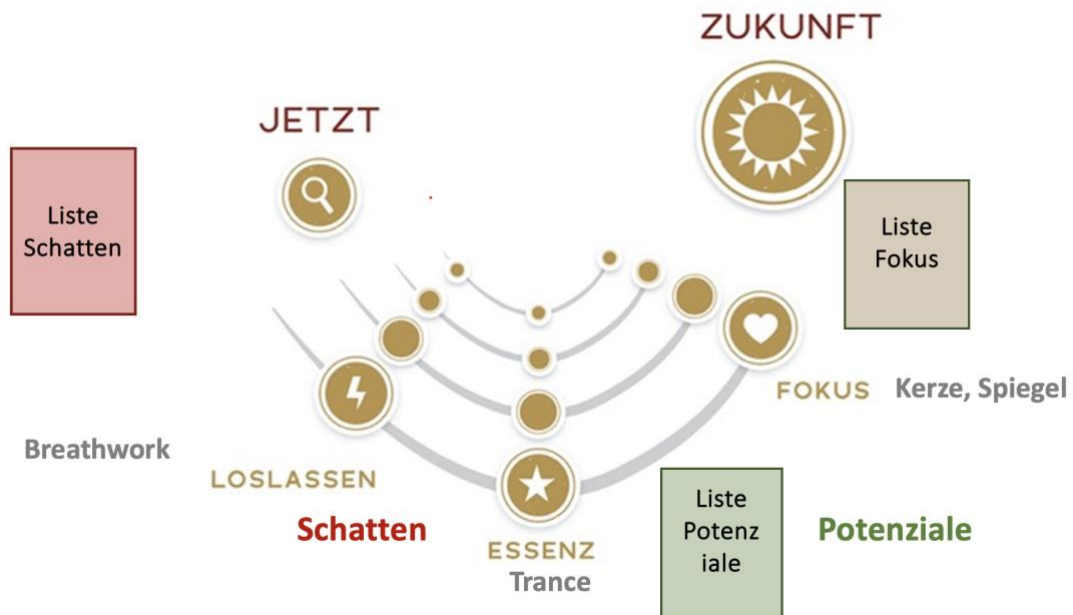 ZUKUNFT
JETZT
Liste
Schatten
Liste
Fokus
FOKUS
Kerze, Spiegel
Breathwork
LOSLASSEN
Schatten
ESSENZ
Trance
Liste
Potenz
iale
Potenziale